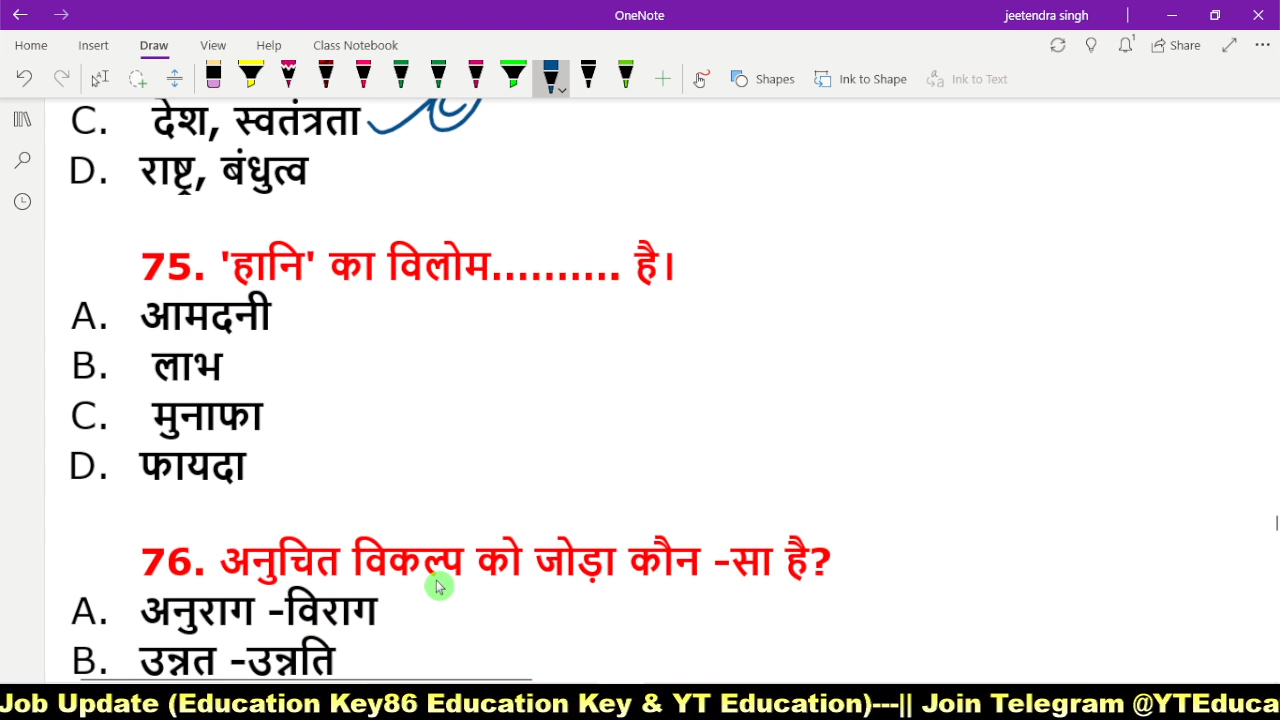 OneNote
jeetendra singh
Home Insert Draw View Help Class Notebook
Share
Shapes Ink to Shape Ink to Text
C. देश, स्वतंत्रता
D. राष्ट्र, बंधुत्व
75. 'हानि' का विलोम.......... है।
A. आमदनी
B. लाभ
C. मुनाफा
D. फायदा
76. अनुचित विकल्प को जोड़ा कौन -सा है?
A. अनुराग -विराग
B. उन्नत -उन्नति
Job Update (Education Key86 Education Key & YT Education)---|| Join Telegram @YTEduca